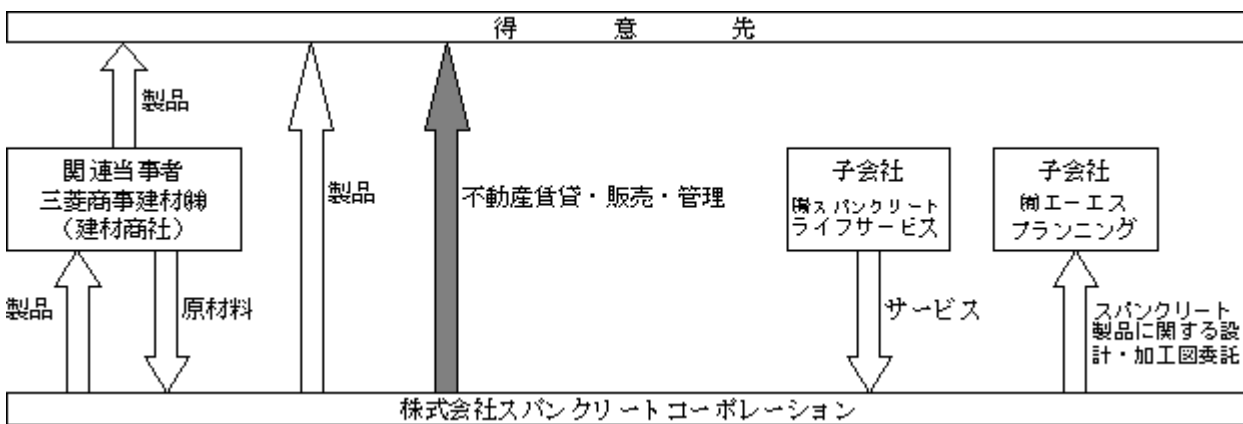 得意先
製品
関連当事者
三菱商事建材㈱
(建材商社)
製品
不動産賃貸・販売・管理
子会社
㈱スパンクリート
ライフサービス
子会社
㈲エーエス
プランニング
製品
原材料
サービス
スパンクリート
製品に関する設
計・加工図委託
株式会社スパンクリートコーポレーション